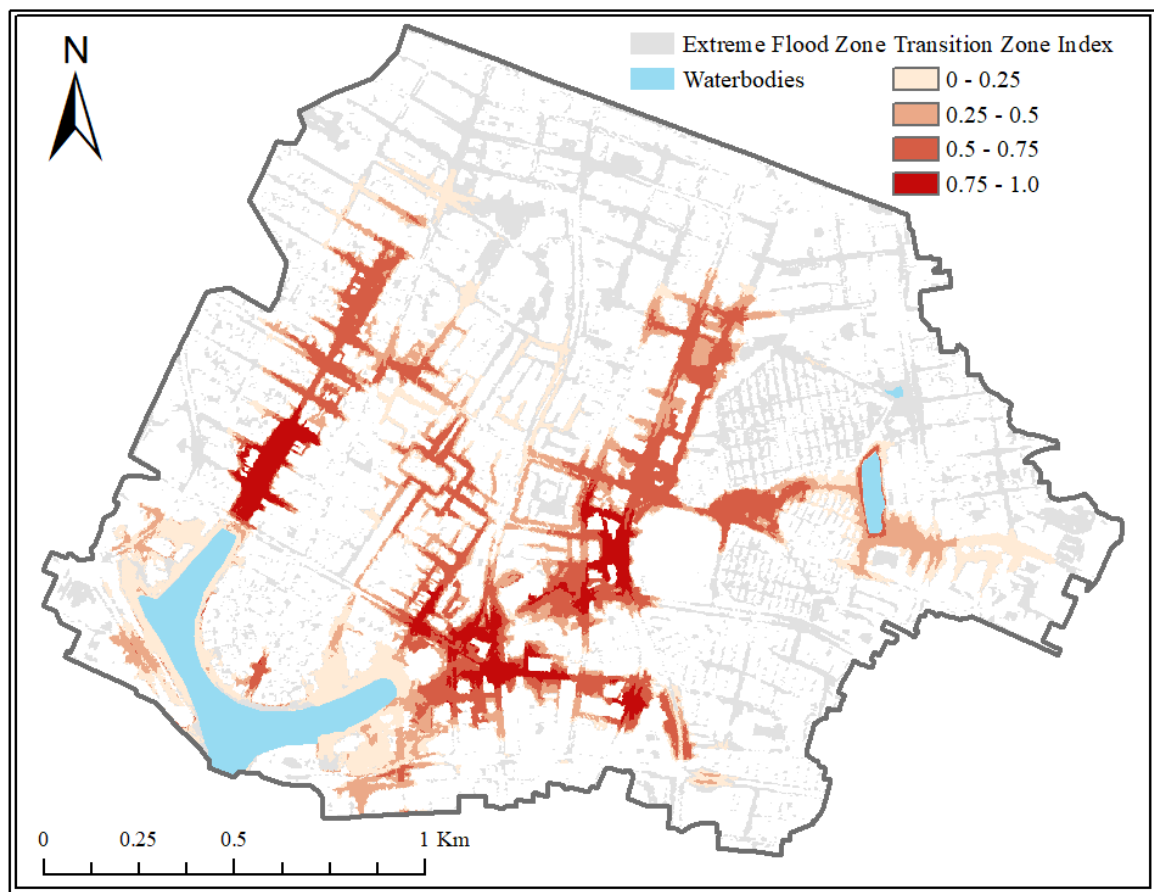 N
Extreme Flood Zone Transition Zone Index
Waterbodies
0 - 0.25
0.25 - 0.5
0.5 - 0.75
0.75 - 1.0
0 0.25 0.5 1 Km